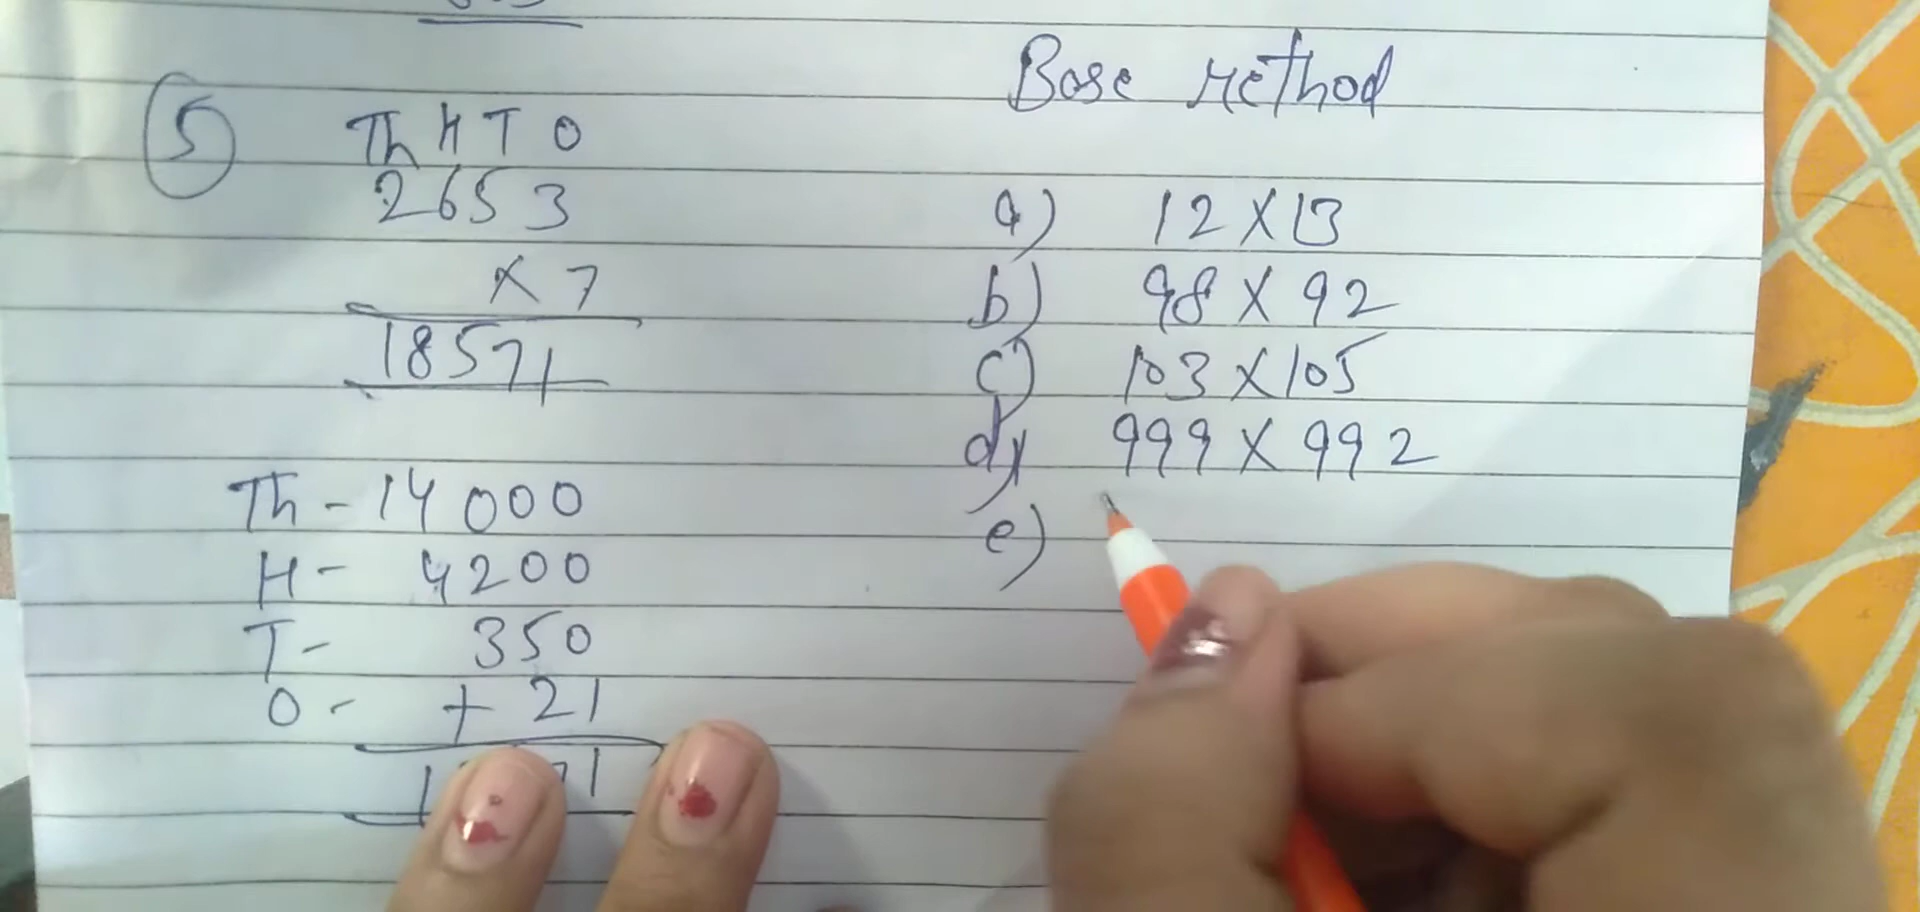 5
Th H T O
2653
× 7
18571
Th - 14000
H - 4200
T - 350
O - + 21
Base Method
a) 12 × 13
b) 98 × 92
c) 103 × 105
d) 999 × 992
e)